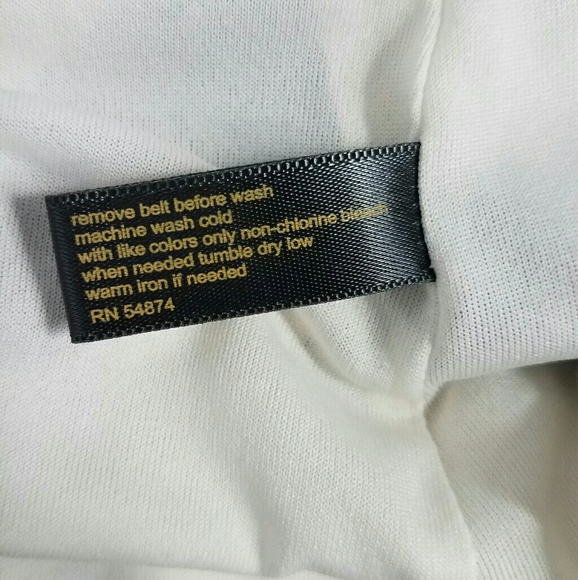 remove belt before wash
machine wash cold
with like colors only non-chlorine bleach
when needed tumble dry low
warm iron if needed
RN 54874